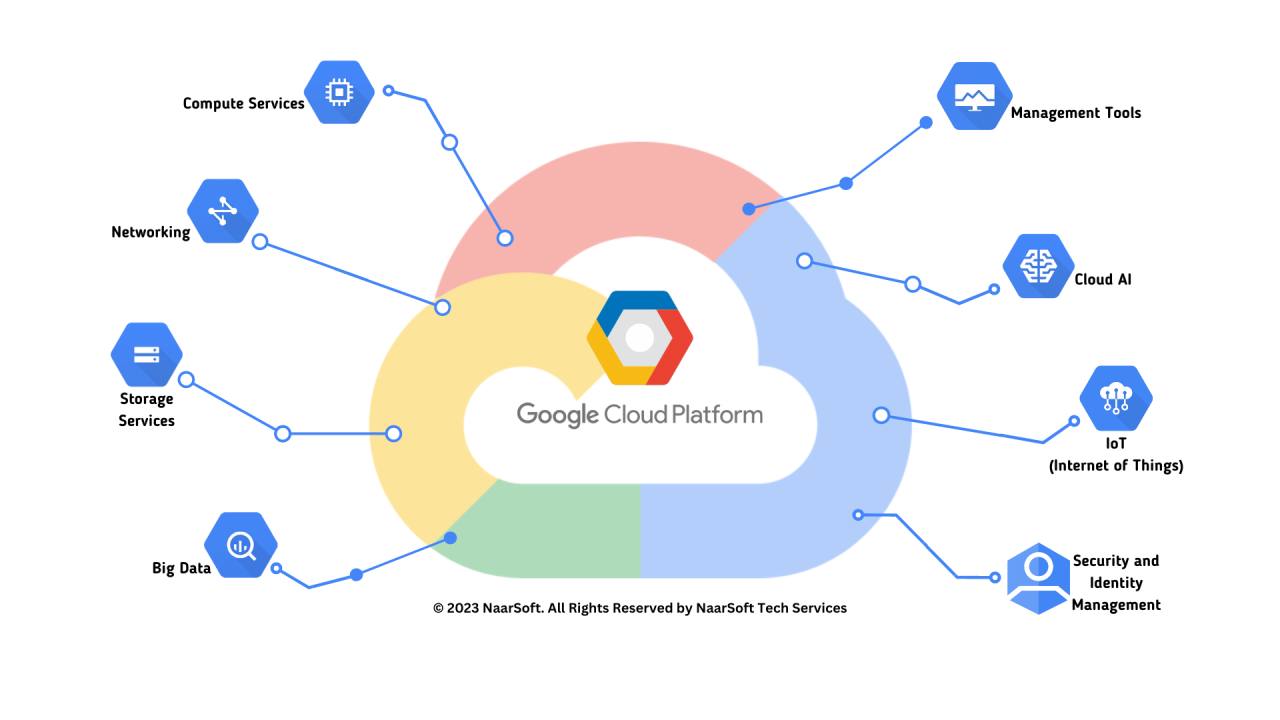 Compute Services
Networking
Storage
Services
Big Data
Management Tools
Cloud AI
IoT
(Internet of Things)
Security and
Identity
Management
Google Cloud Platform
© 2023 NaarSoft. All Rights Reserved by NaarSoft Tech Services